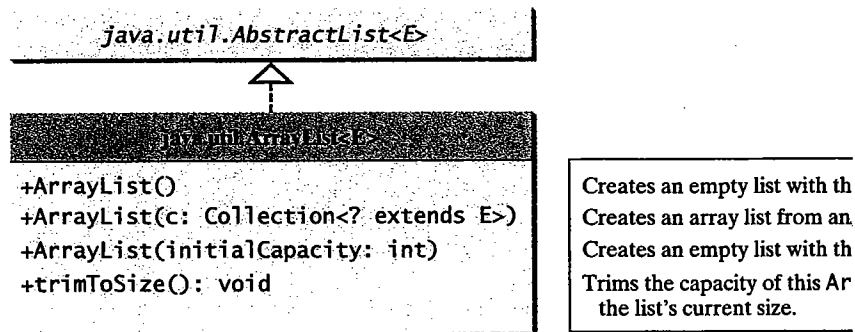 java.util.AbstractList<E>
java.util.ArrayList<E>
+ArrayList()
+ArrayList(c: Collection<? extends E>)
+ArrayList(initialCapacity: int)
+trimToSize(): void
Creates an empty list with th
Creates an array list from an
Creates an empty list with th
Trims the capacity of this Ar
the list's current size.